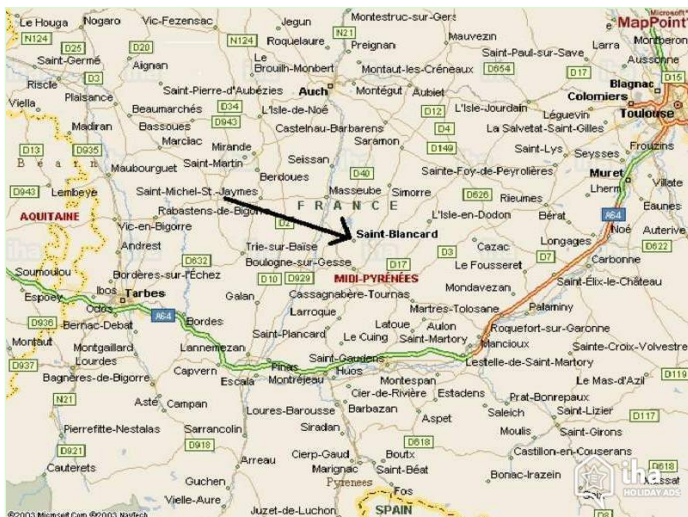 Le Houga
Nogaro
Vic-Fezensac
Jegun
Montestruc-sur-Gers
Microsoft
MapPoint
N124
D25
D20
Roquelaure
N21
Preignan
Mauvezin
Montberon
Saint-Germé
Aignan
Le
Brouilh-Monbert
Montaut-les-Créneaux
Saint-Paul-sur-Save
Larra
N124
Aussonne
Riscle
D3
D654
D17
D15
Blagnac
Viella
Plaisance
Saint-Pierre-d'Aubézies
Auch
Montégut
Aubiet
Colomiers
Beaumarchés
D34
L'Isle-de-Noé
D12
L'Isle-Jourdain
Léguevin
Toulouse
Madiran
Bassoues
D943
Castelnau-Barbarens
D4
La Salvetat-Saint-Gilles
D13
D935
Marciac
Mirande
Saramon
D149
Saint-Lys
Frouzins
Béarn
Saint-Martin
Seissan
Seysses
Maubourguet
Berdoues
D40
Sainte-Foy-de-Peyrolières
Muret
D943
Lembeye
Saint-Michel-St-Jaymes
Masseube
Simorre
D626
Rieumes
Lherm
Villate
AQUITAINE
Rabastens-de-Bigorre
FRANCE
L'Isle-en-Dodon
Bérat
A64
Eaunes
Vic-en-Bigorre
D2
Saint-Blancard
Noé
Auterive
Andrest
Trie-sur-Baïse
Cazac
Longages
D622
D632
Boulogne-sur-Gesse
D17
D3
D7
Carbonne
Soumoulou
Bordères-sur-l'Échez
D10
D929
MIDI-PYRÉNÉES
Le Fousseret
Saint-Élix-le-Château
Ibos
Tarbes
Galan
Cassagnabère-Tournas
Mondavezan
Espoey
Odos
A64
Larroque
Martres-Tolosane
Palaminy
D936
Bernac-Debat
Bordes
Latoue
Aulon
Roquefort-sur-Garonne
Montaut
Montgaillard
Lannemezan
Saint-Plancard
Le Cuing
Saint-Martory
Mancioux
Sainte-Croix-Volvestre
D937
Lourdes
Capvern
Pinas
Saint-Gaudens
Lestelle-de-Saint-Martory
Bagnères-de-Bigorre
Escala
Montréjeau
Huos
Montespan
Le Mas-d'Azil
D119
N21
Asté
Campan
Cier-de-Rivière
Estadens
Prat-Bonrepaux
Loures-Barousse
Barbazan
Aspet
Saleich
Saint-Lizier
D117
Pierrefitte-Nestalas
Sarrancolin
Siradan
Moulis
Saint-Girons
D921
D918
D618
Cierp-Gaud
Boutx
Castillon-en-Couserans
Cauterets
Arreau
Marignac
Saint-Béat
Bonac-Irazein
D618
Guchen
Pyrenees
iha
HOLIDAY ADS
Vielle-Aure
Fos
Juzet-de-Luchon
SPAIN
D8
©2003 Microsoft Corp ©2003 NavTech